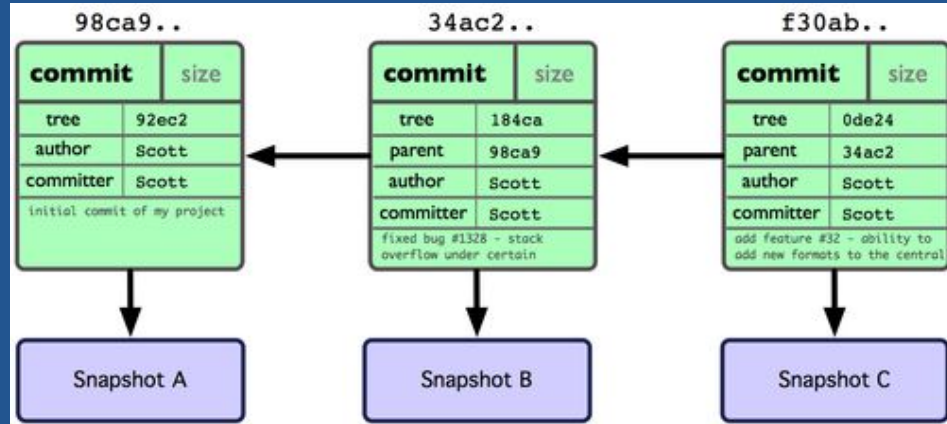 98ca9..
commit size
tree 92ec2
author Scott
committer Scott
initial commit of my project
Snapshot A
34ac2..
commit size
tree 184ca
parent 98ca9
author Scott
committer Scott
fixed bug #1328 - stack
overflow under certain
Snapshot B
f30ab..
commit size
tree 0de24
parent 34ac2
author Scott
committer Scott
add feature #32 - ability to
add new formats to the central
Snapshot C